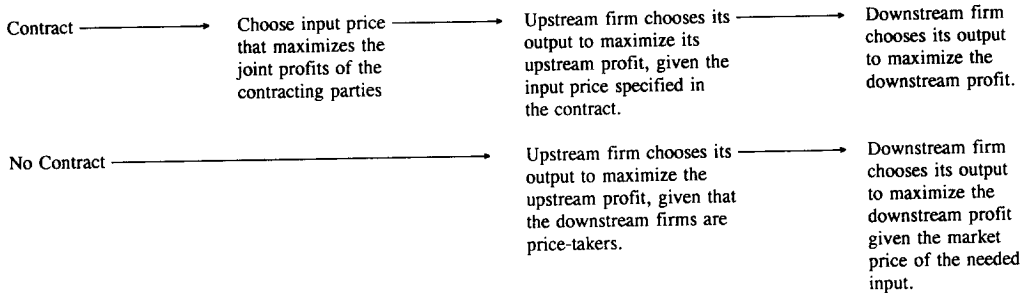 Contract
Choose input price
that maximizes the
joint profits of the
contracting parties
Upstream firm chooses its
output to maximize its
upstream profit, given the
input price specified in
the contract.
Downstream firm
chooses its output
to maximize the
downstream profit.
No Contract
Upstream firm chooses its
output to maximize the
upstream profit, given that
the downstream firms are
price-takers.
Downstream firm
chooses its output
to maximize the
downstream profit
given the market
price of the needed
input.